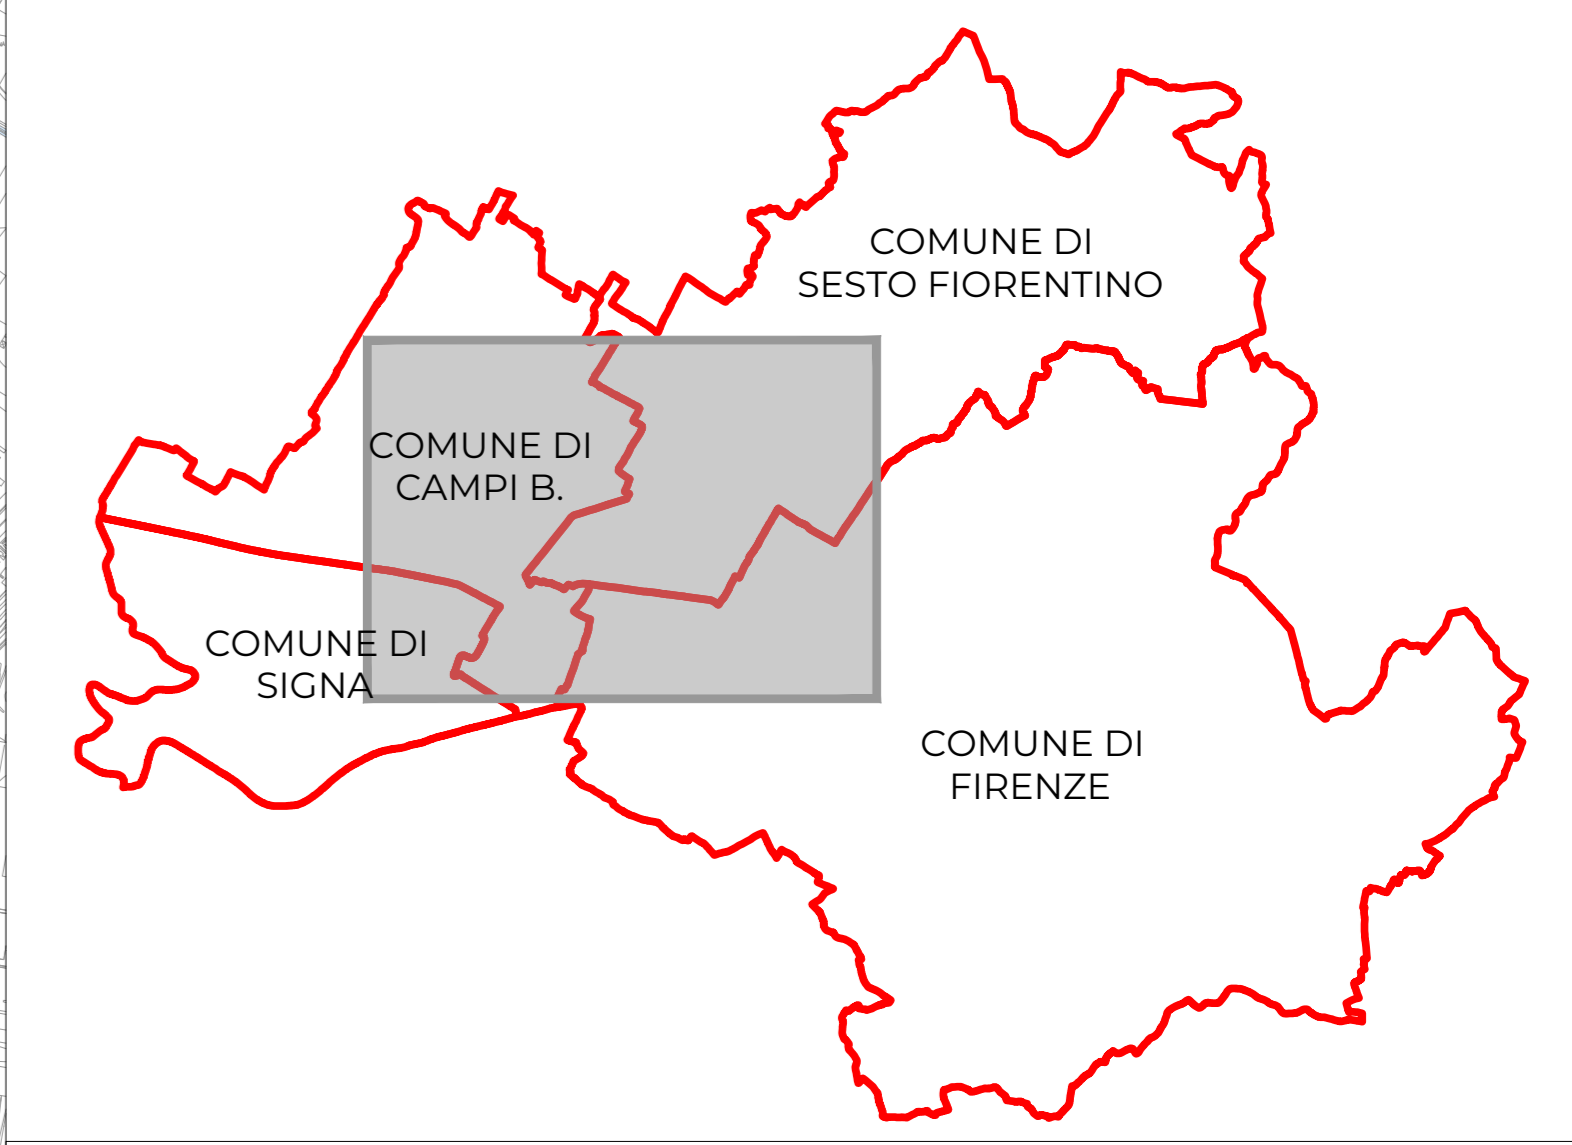 COMUNE DI
SESTO FIORENTINO
COMUNE DI
CAMPI B.
COMUNE DI
SIGNA
COMUNE DI
FIRENZE